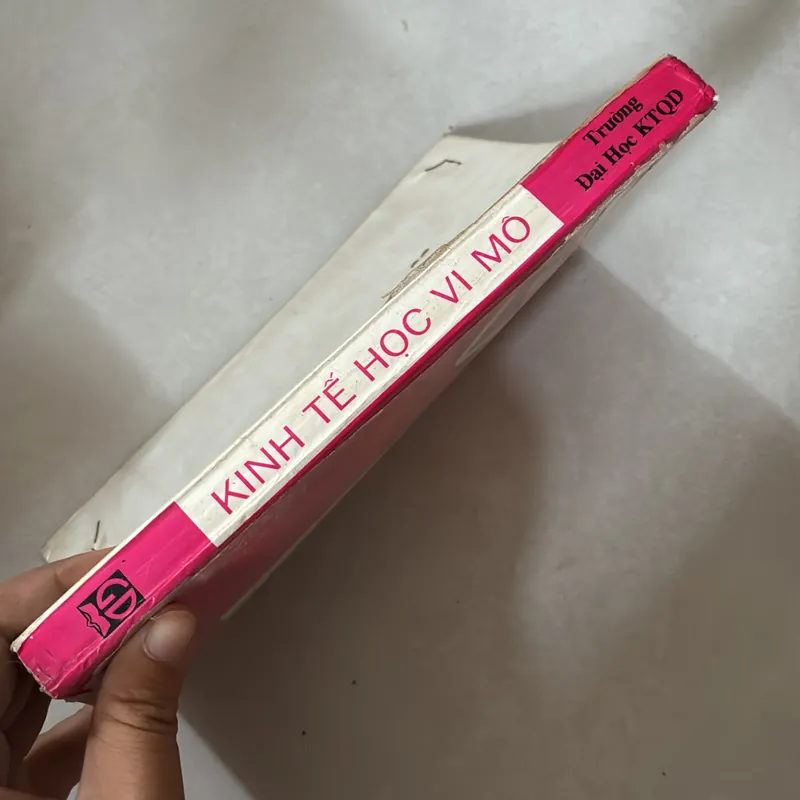 KINH TẾ HỌC VI MÔ
Trường
Đại Học KTQD